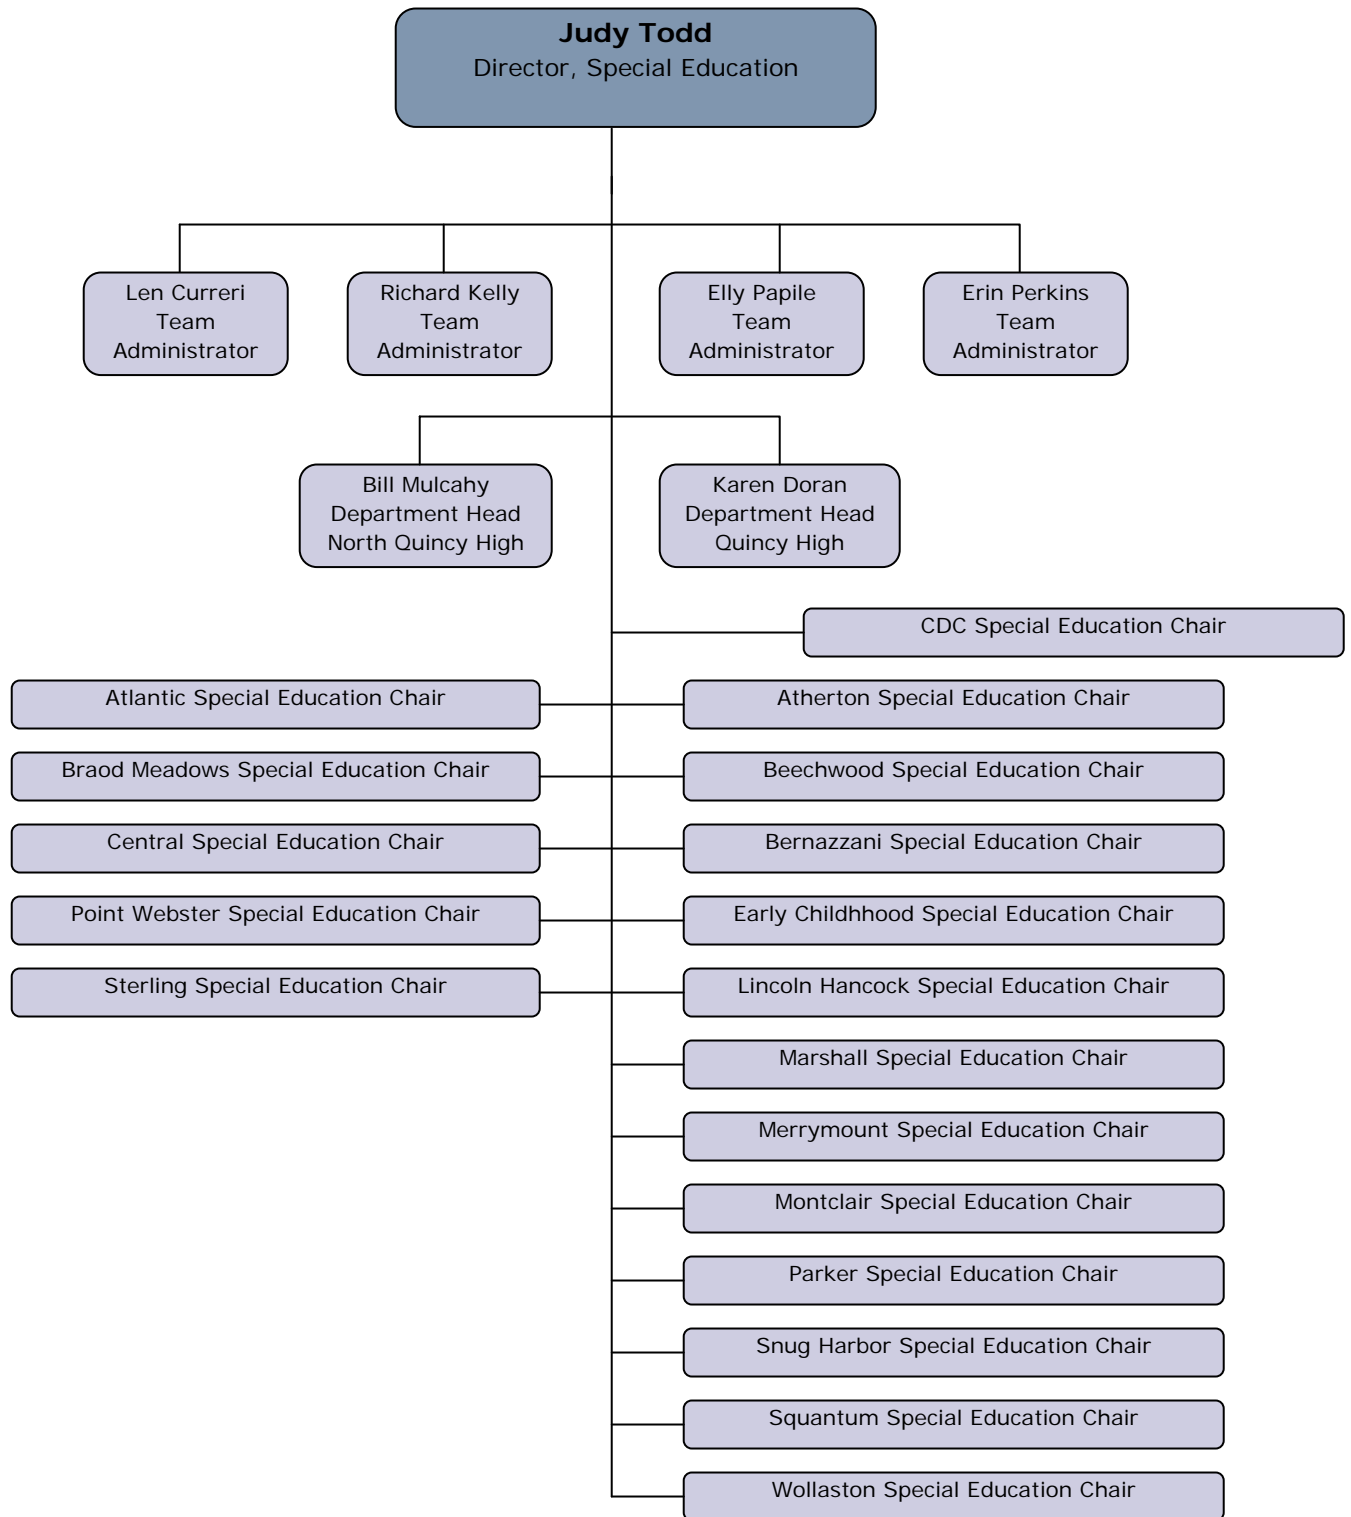 Judy Todd
Director, Special Education
Len Curreri
Team
Administrator
Richard Kelly
Team
Administrator
Elly Papile
Team
Administrator
Erin Perkins
Team
Administrator
Bill Mulcahy
Department Head
North Quincy High
Karen Doran
Department Head
Quincy High
CDC Special Education Chair
Atlantic Special Education Chair
Atherton Special Education Chair
Braod Meadows Special Education Chair
Beechwood Special Education Chair
Central Special Education Chair
Bernazzani Special Education Chair
Point Webster Special Education Chair
Early Childhhood Special Education Chair
Sterling Special Education Chair
Lincoln Hancock Special Education Chair
Marshall Special Education Chair
Merrymount Special Education Chair
Montclair Special Education Chair
Parker Special Education Chair
Snug Harbor Special Education Chair
Squantum Special Education Chair
Wollaston Special Education Chair